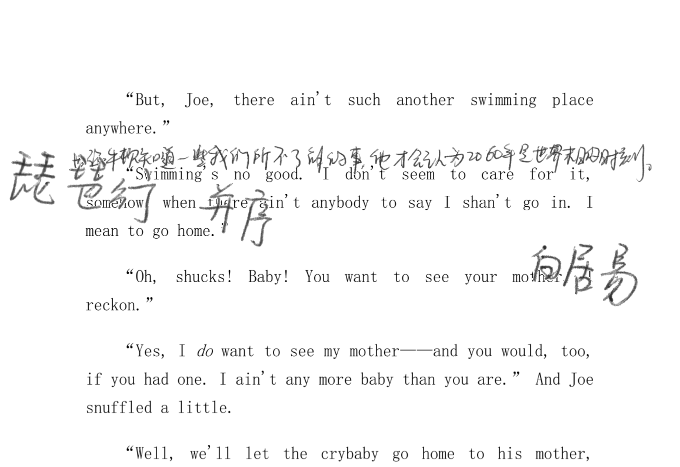 “But, Joe, there ain't such another swimming place
anywhere.”
也许牛顿知道一些我们所不了解的事,他才会认为2060年是世界末日的时刻。
“Swimming's no good. I don't seem to care for it,
琵琶行 并序
somehow, when there ain't anybody to say I shan't go in. I
mean to go home.”
白居易
“Oh, shucks! Baby! You want to see your mother, I
reckon.”
“Yes, I do want to see my mother——and you would, too,
if you had one. I ain't any more baby than you are.” And Joe
snuffled a little.
“Well, we'll let the crybaby go home to his mother,